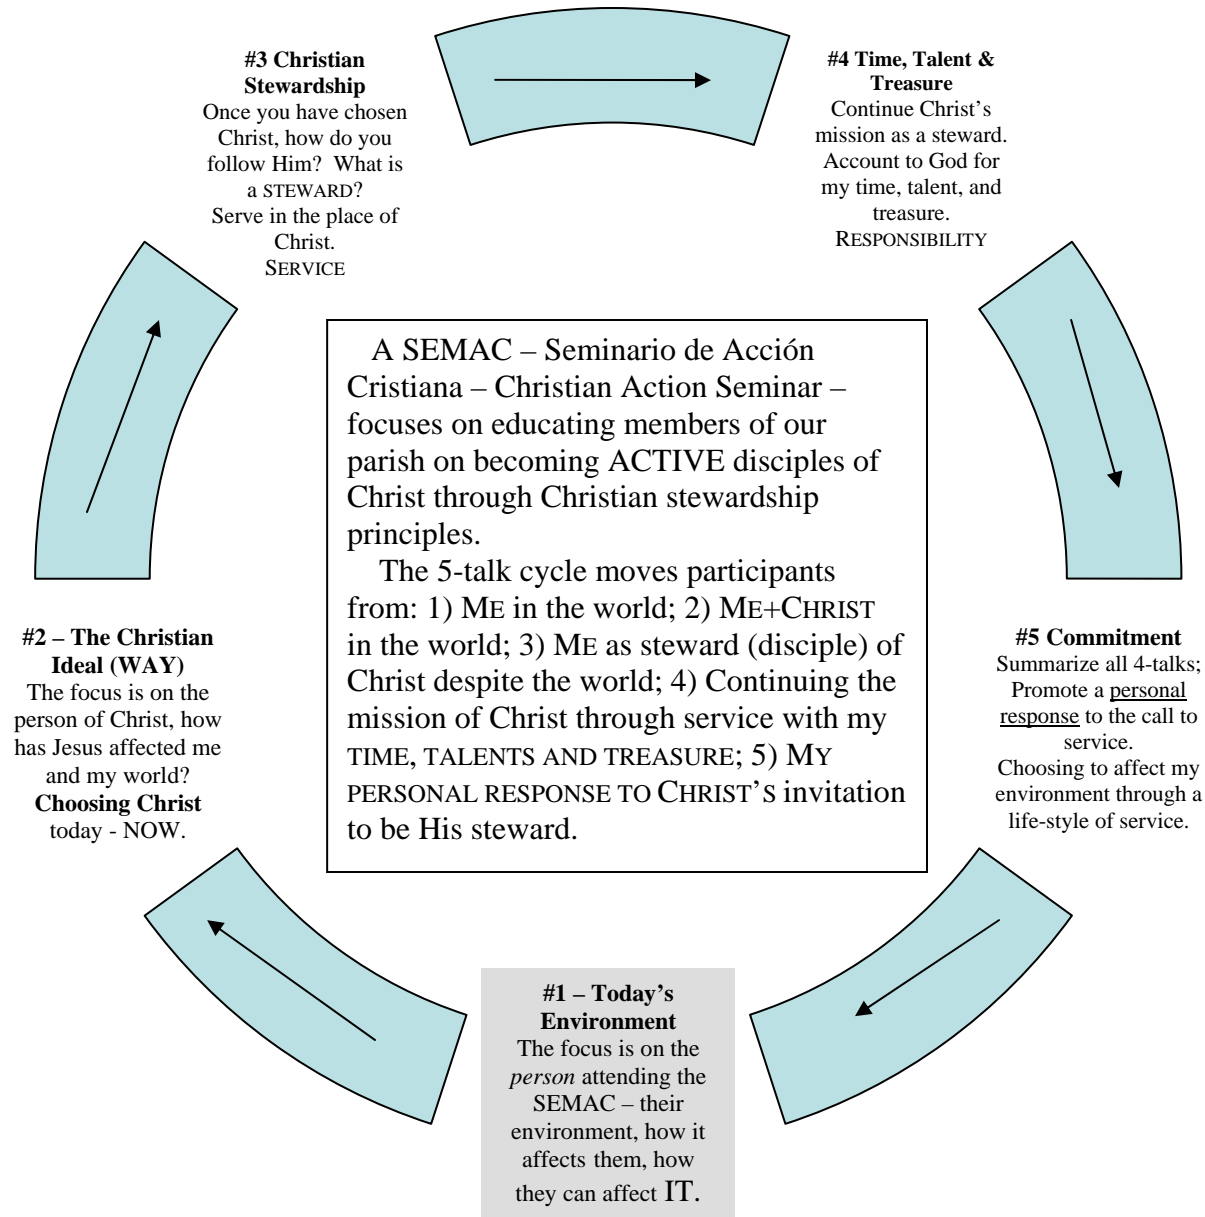 #3 Christian
Stewardship
Once you have chosen
Christ, how do you
follow Him? What is
a STEWARD?
Serve in the place of
Christ.
SERVICE
#4 Time, Talent &
Treasure
Continue Christ's
mission as a steward.
Account to God for
my time, talent, and
treasure.
RESPONSIBILITY
A SEMAC – Seminario de Acción
Cristiana – Christian Action Seminar –
focuses on educating members of our
parish on becoming ACTIVE disciples of
Christ through Christian stewardship
principles.
The 5-talk cycle moves participants
from: 1) ME in the world; 2) ME+CHRIST
in the world; 3) ME as steward (disciple) of
Christ despite the world; 4) Continuing the
mission of Christ through service with my
TIME, TALENTS AND TREASURE; 5) MY
PERSONAL RESPONSE TO CHRIST'S invitation
to be His steward.
#2 – The Christian
Ideal (WAY)
The focus is on the
person of Christ, how
has Jesus affected me
and my world?
Choosing Christ
today - NOW.
#5 Commitment
Summarize all 4-talks;
Promote a personal
response to the call to
service.
Choosing to affect my
environment through a
life-style of service.
#1 – Today's
Environment
The focus is on the
person attending the
SEMAC – their
environment, how it
affects them, how
they can affect IT.